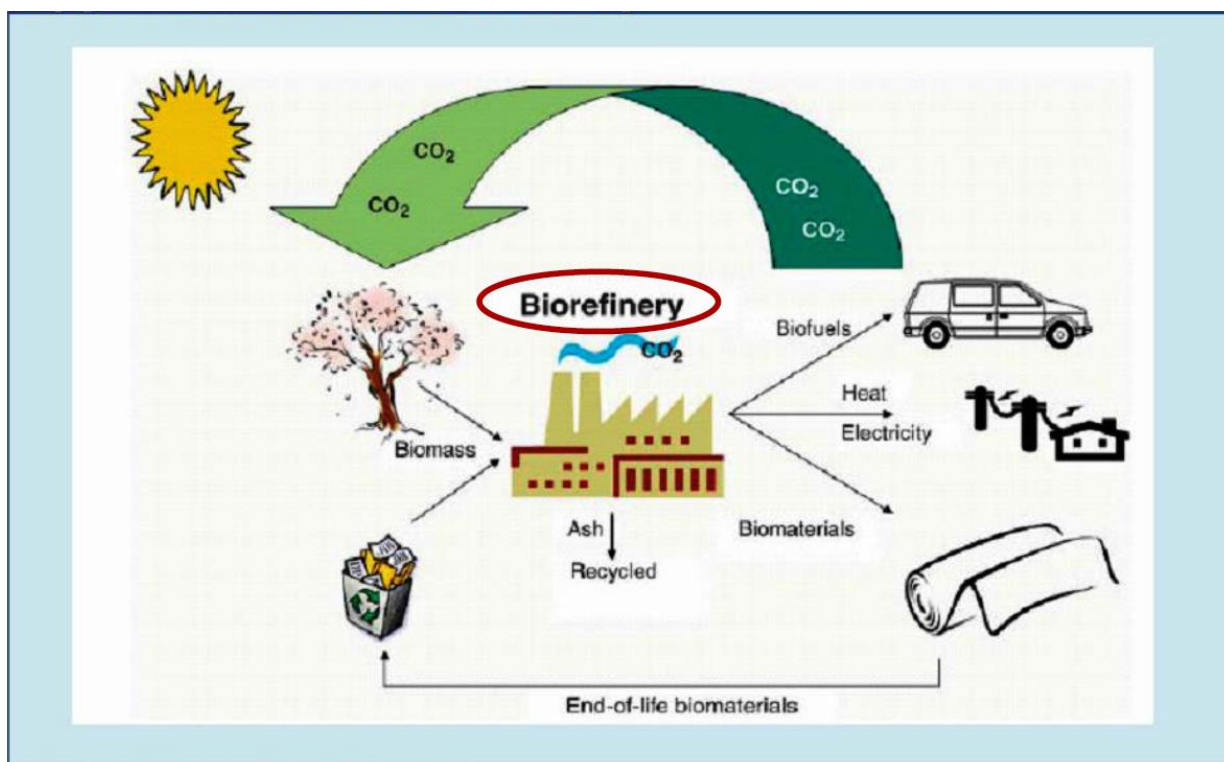 CO₂
CO₂
CO₂
CO₂
Biorefinery
CO₂
Biomass
Biofuels
Heat
Electricity
Biomaterials
Ash
Recycled
End-of-life biomaterials